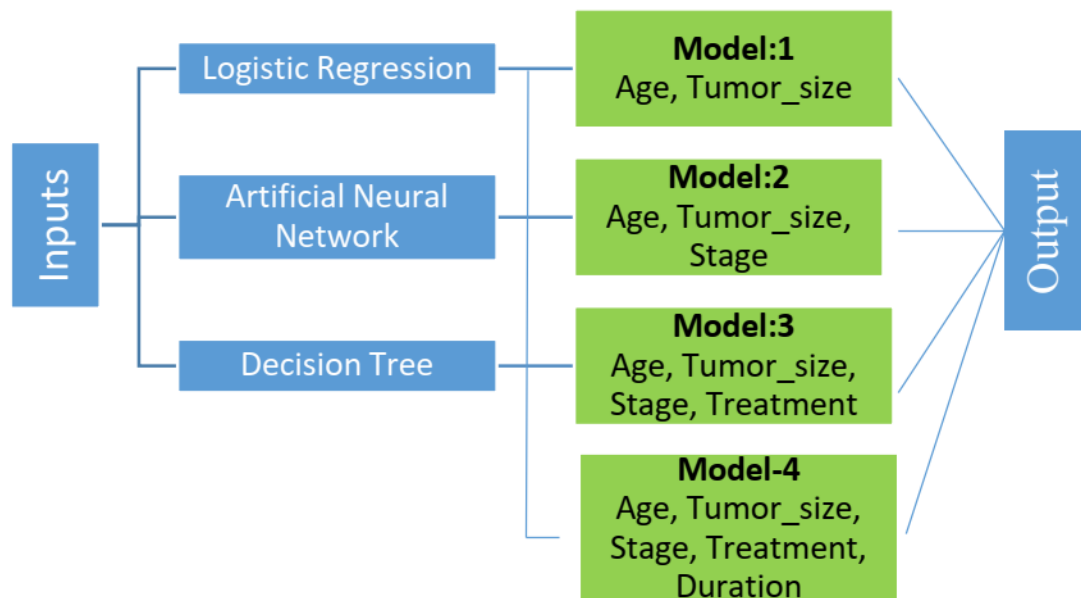 Inputs
Logistic Regression
Artificial Neural
Network
Decision Tree
Model:1
Age, Tumor_size
Model:2
Age, Tumor_size,
Stage
Model:3
Age, Tumor_size,
Stage, Treatment
Model-4
Age, Tumor_size,
Stage, Treatment,
Duration
Output